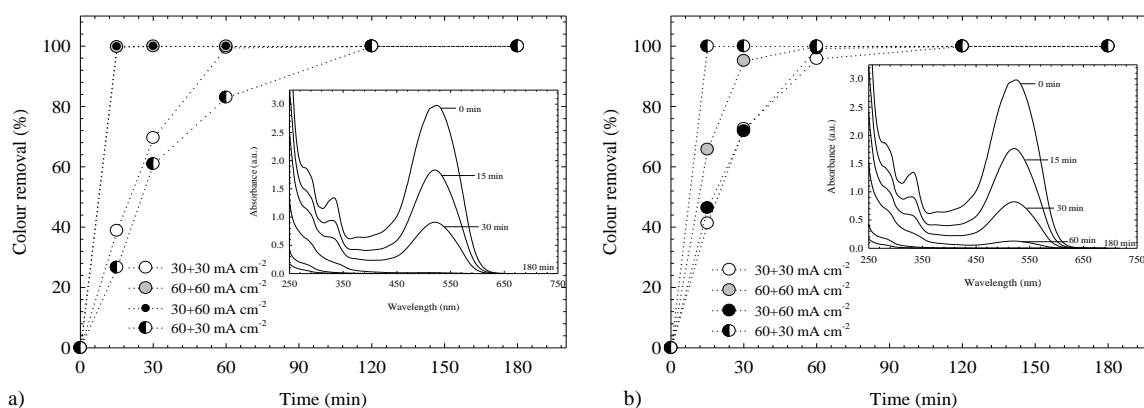 100
80
60
40
20
0
Colour removal (%)
0 30 60 90 120 150 180
Time (min)
30+30 mA cm-2
60+60 mA cm-2
30+60 mA cm-2
60+30 mA cm-2
3.0
2.5
2.0
1.5
1.0
0.5
0.0
Absorbance (a.u.)
250 350 450 550 650 750
Wavelength (nm)
0 min
15 min
30 min
180 min
a)
100
80
60
40
20
0
Colour removal (%)
0 30 60 90 120 150 180
Time (min)
30+30 mA cm-2
60+60 mA cm-2
30+60 mA cm-2
60+30 mA cm-2
3.0
2.5
2.0
1.5
1.0
0.5
0.0
Absorbance (a.u.)
250 350 450 550 650 750
Wavelength (nm)
0 min
15 min
30 min
60 min
180 min
b)